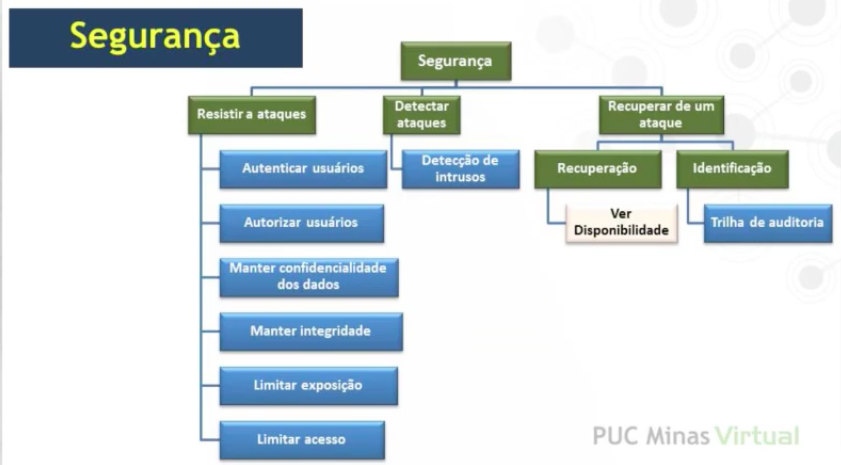 Segurança
Segurança
Resistir a ataques
Detectar
ataques
Recuperar de um
ataque
Autenticar usuários
Detecção de
intrusos
Recuperação
Identificação
Autorizar usuários
Ver
Disponibilidade
Trilha de auditoria
Manter confidencialidade
dos dados
Manter integridade
Limitar exposição
Limitar acesso
PUC Minas Virtual